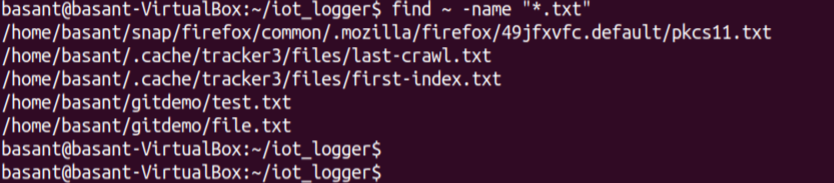 basant@basant-VirtualBox:~/iot_logger$ find ~ -name "*.txt"
/home/basant/snap/firefox/common/.mozilla/firefox/49jfxvfc.default/pkcs11.txt
/home/basant/.cache/tracker3/files/last-crawl.txt
/home/basant/.cache/tracker3/files/first-index.txt
/home/basant/gitdemo/test.txt
/home/basant/gitdemo/file.txt
basant@basant-VirtualBox:~/iot_logger$
basant@basant-VirtualBox:~/iot_logger$